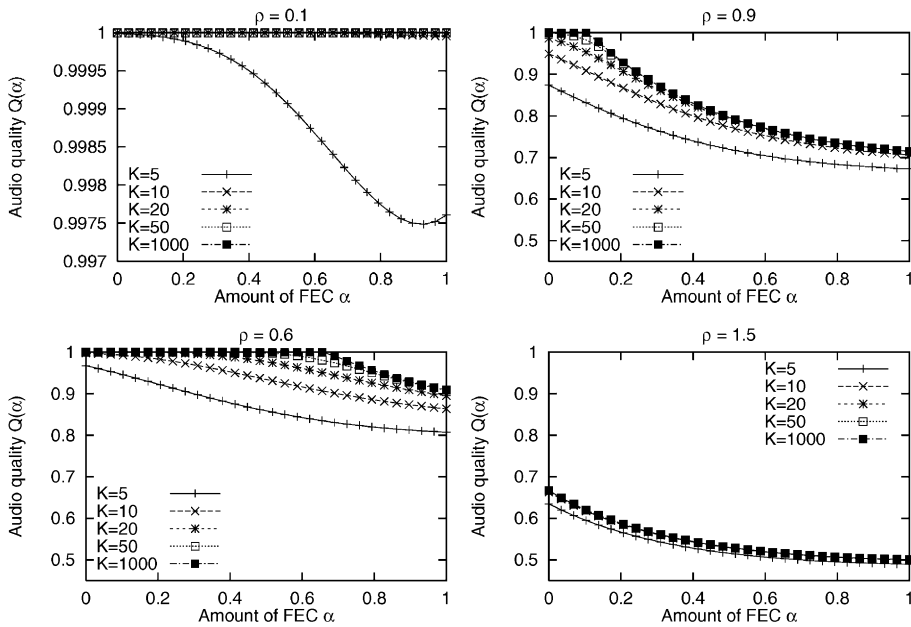 ρ = 0.1
Audio quality Q(α)
1
0.9995
0.999
0.9985
0.998
0.9975
0.997
K=5
K=10
K=20
K=50
K=1000
0 0.2 0.4 0.6 0.8 1
Amount of FEC α
ρ = 0.9
Audio quality Q(α)
1
0.9
0.8
0.7
0.6
0.5
K=5
K=10
K=20
K=50
K=1000
0 0.2 0.4 0.6 0.8 1
Amount of FEC α
ρ = 0.6
Audio quality Q(α)
1
0.9
0.8
0.7
0.6
0.5
K=5
K=10
K=20
K=50
K=1000
0 0.2 0.4 0.6 0.8 1
Amount of FEC α
ρ = 1.5
Audio quality Q(α)
1
0.9
0.8
0.7
0.6
0.5
K=5
K=10
K=20
K=50
K=1000
0 0.2 0.4 0.6 0.8 1
Amount of FEC α